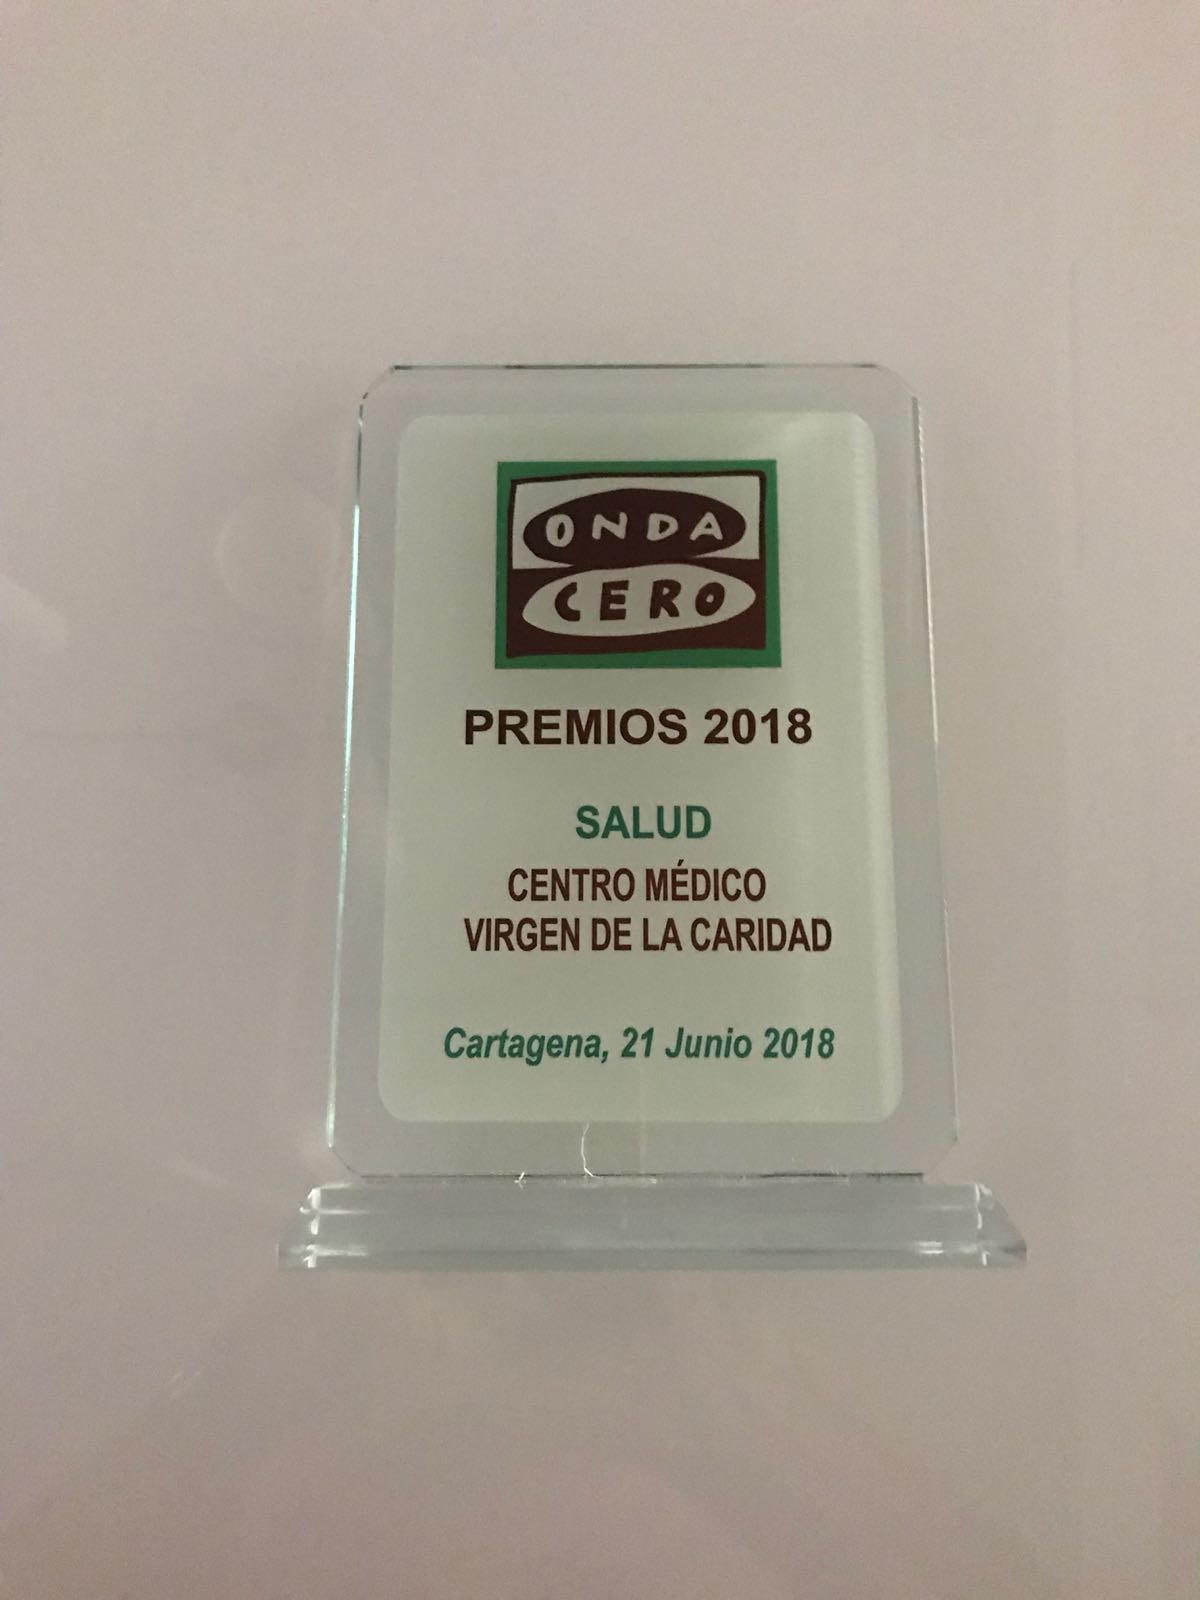 ONDA
CERO
PREMIOS 2018
SALUD
CENTRO MÉDICO
VIRGEN DE LA CARIDAD
Cartagena, 21 Junio 2018